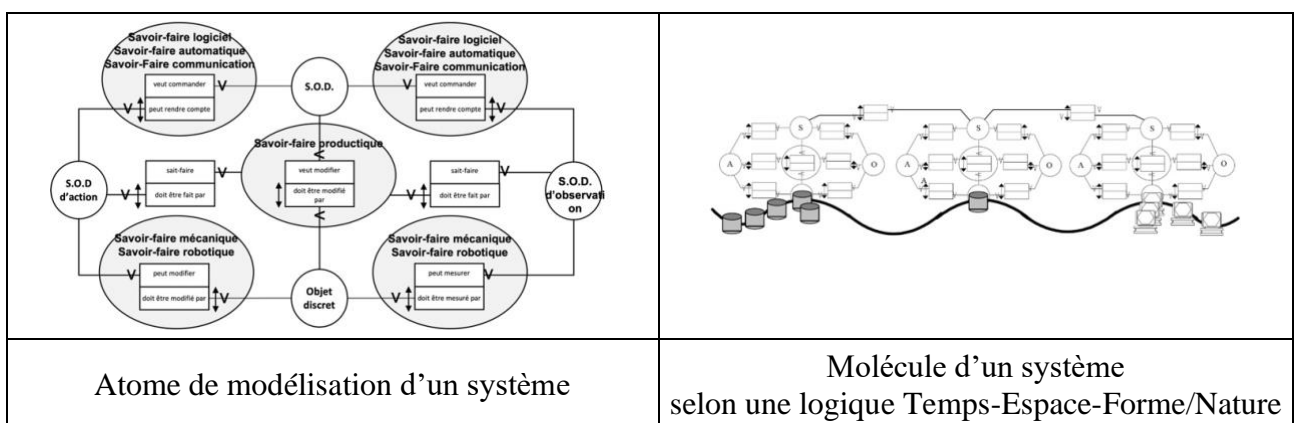 Savoir-faire logiciel
Savoir-faire automatique
Savoir-Faire communication
veut commander
peut rendre compte
V
V
S.O.D.
V
V
Savoir-faire logiciel
Savoir-faire automatique
Savoir-Faire communication
veut commander
peut rendre compte
Savoir-faire productique
V
veut modifier
doit être modifié
par
V
S.O.D
d'action
V
sait-faire
doit être fait par
V
V
sait-faire
doit être fait par
V
S.O.D.
d'observati
on
Savoir-faire mécanique
Savoir-faire robotique
V
peut modifier
doit être modifié par
V
Objet
discret
Savoir-faire mécanique
Savoir-faire robotique
peut mesurer
doit être mesuré par
V
V
S
A
O
S
A
O
S
A
O
Atome de modélisation d'un système
Molécule d'un système
selon une logique Temps-Espace-Forme/Nature